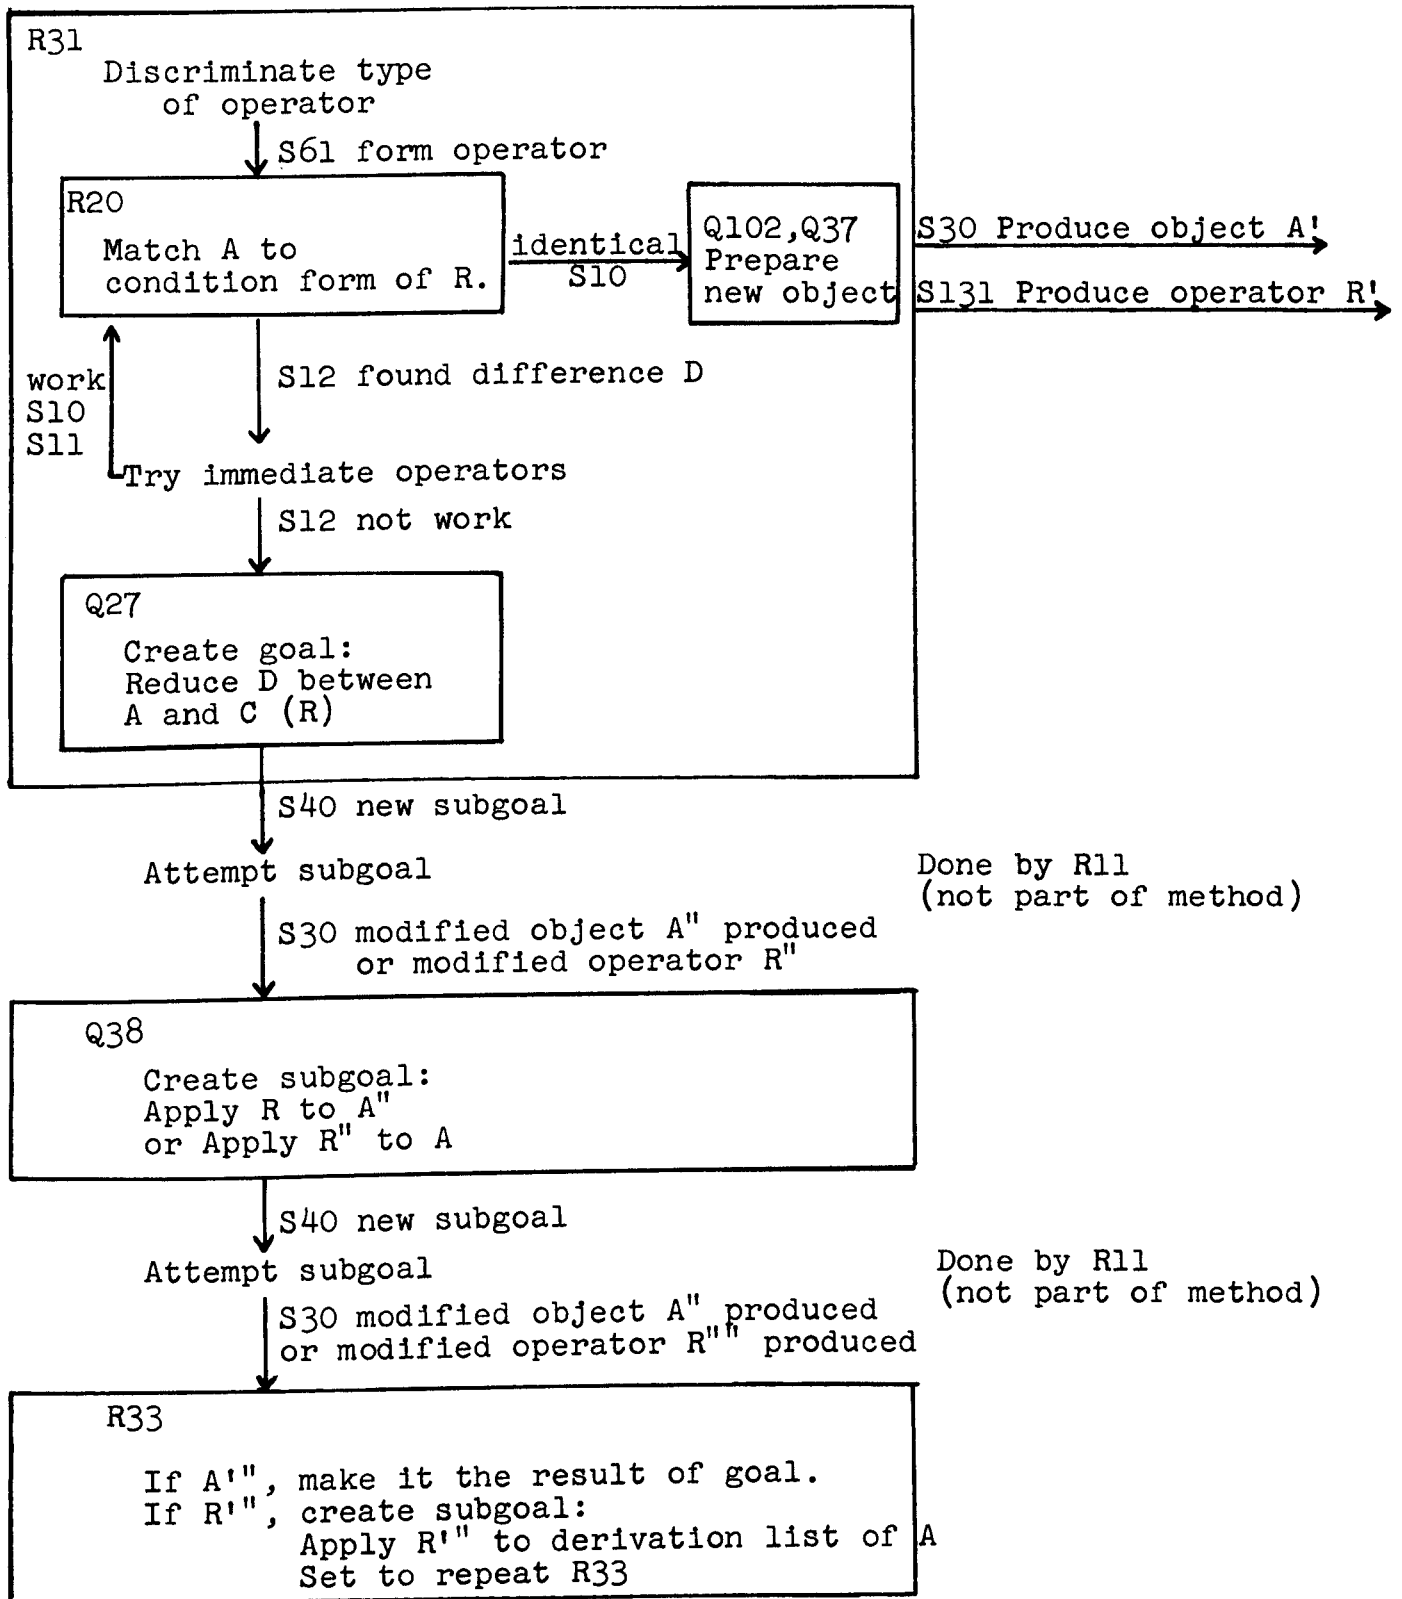 R31
Discriminate type
of operator
S61 form operator
R20
Match A to
condition form of R.
identical
S10
Q102,Q37
Prepare
new object
S30 Produce object A'
S131 Produce operator R'
work
S10
S11
S12 found difference D
Try immediate operators
S12 not work
Q27
Create goal:
Reduce D between
A and C (R)
S40 new subgoal
Attempt subgoal
Done by R11
(not part of method)
S30 modified object A" produced
or modified operator R"
Q38
Create subgoal:
Apply R to A"
or Apply R" to A
S40 new subgoal
Attempt subgoal
Done by R11
(not part of method)
S30 modified object A" produced
or modified operator R"" produced
R33
If A'", make it the result of goal.
If R'", create subgoal:
Apply R'" to derivation list of A
Set to repeat R33